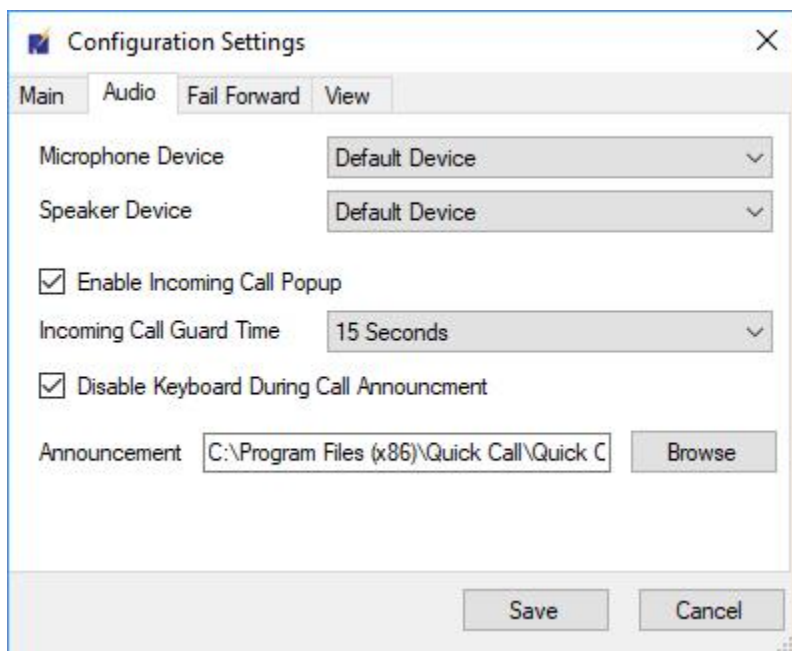 Configuration Settings
Main Audio Fail Forward View
Microphone Device Default Device
Speaker Device Default Device
Enable Incoming Call Popup
Incoming Call Guard Time 15 Seconds
Disable Keyboard During Call Announcment
Announcement C:\Program Files (x86)\Quick Call\Quick C Browse
Save Cancel